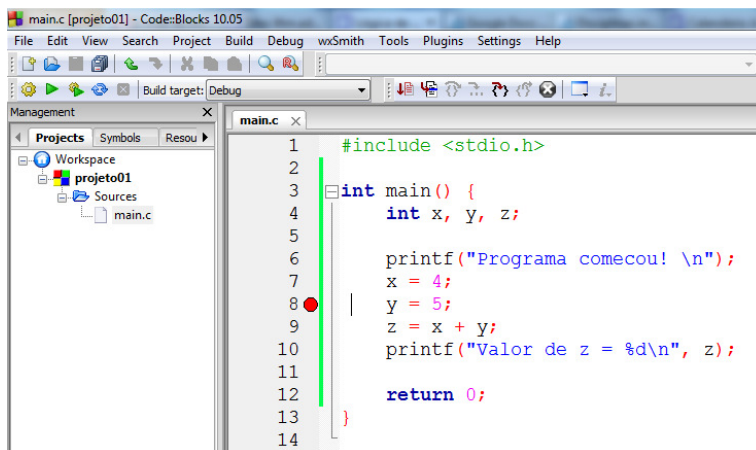 main.c [projeto01] - Code::Blocks 10.05
File Edit View Search Project Build Debug wxSmith Tools Plugins Settings Help
Build target: Debug
Management
Projects Symbols Resou
main.c
Workspace
projeto01
Sources
main.c
1 #include <stdio.h>
2
3 int main() {
4 int x, y, z;
5
6 printf("Programa comecou! \n");
7 x = 4;
8 y = 5;
9 z = x + y;
10 printf("Valor de z = %d\n", z);
11
12 return 0;
13 }
14